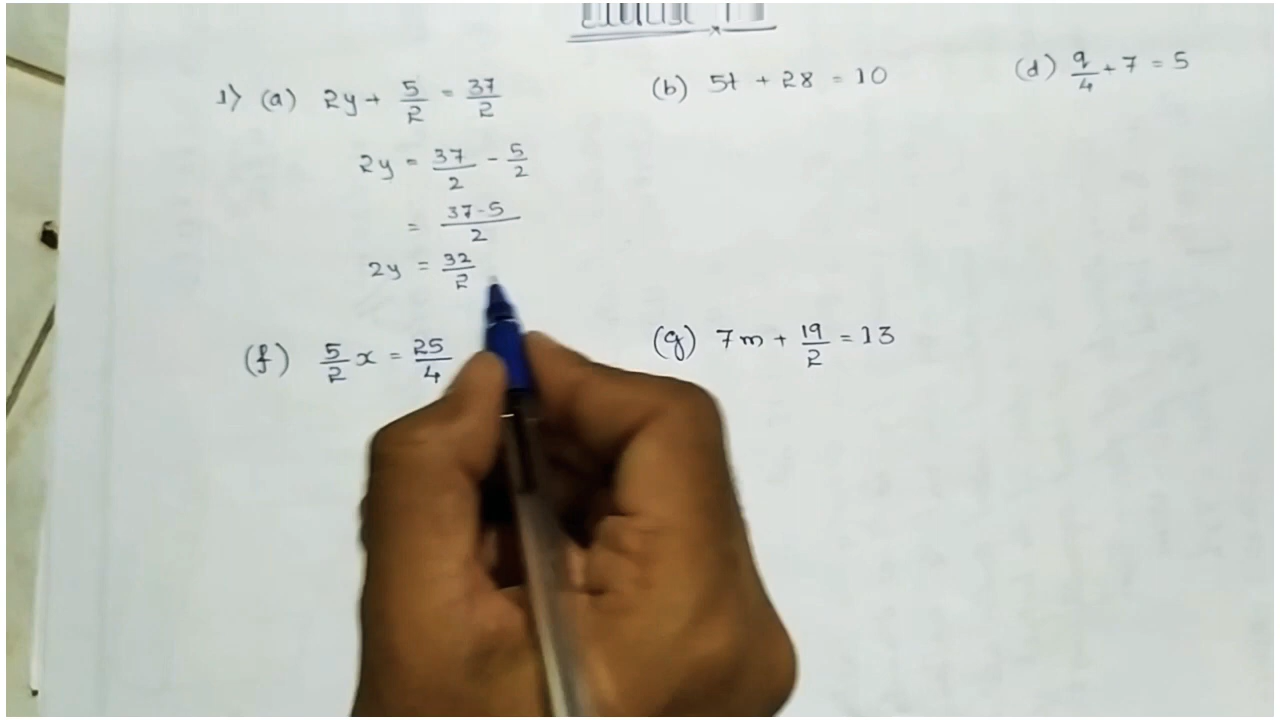 1) (a) 2y + 5/2 = 37/2
2y = 37/2 - 5/2
= 37-5/2
2y = 32/2
(b) 5t + 28 = 10
(d) q/4 + 7 = 5
(f) 5/2 x = 25/4
(g) 7m + 19/2 = 13